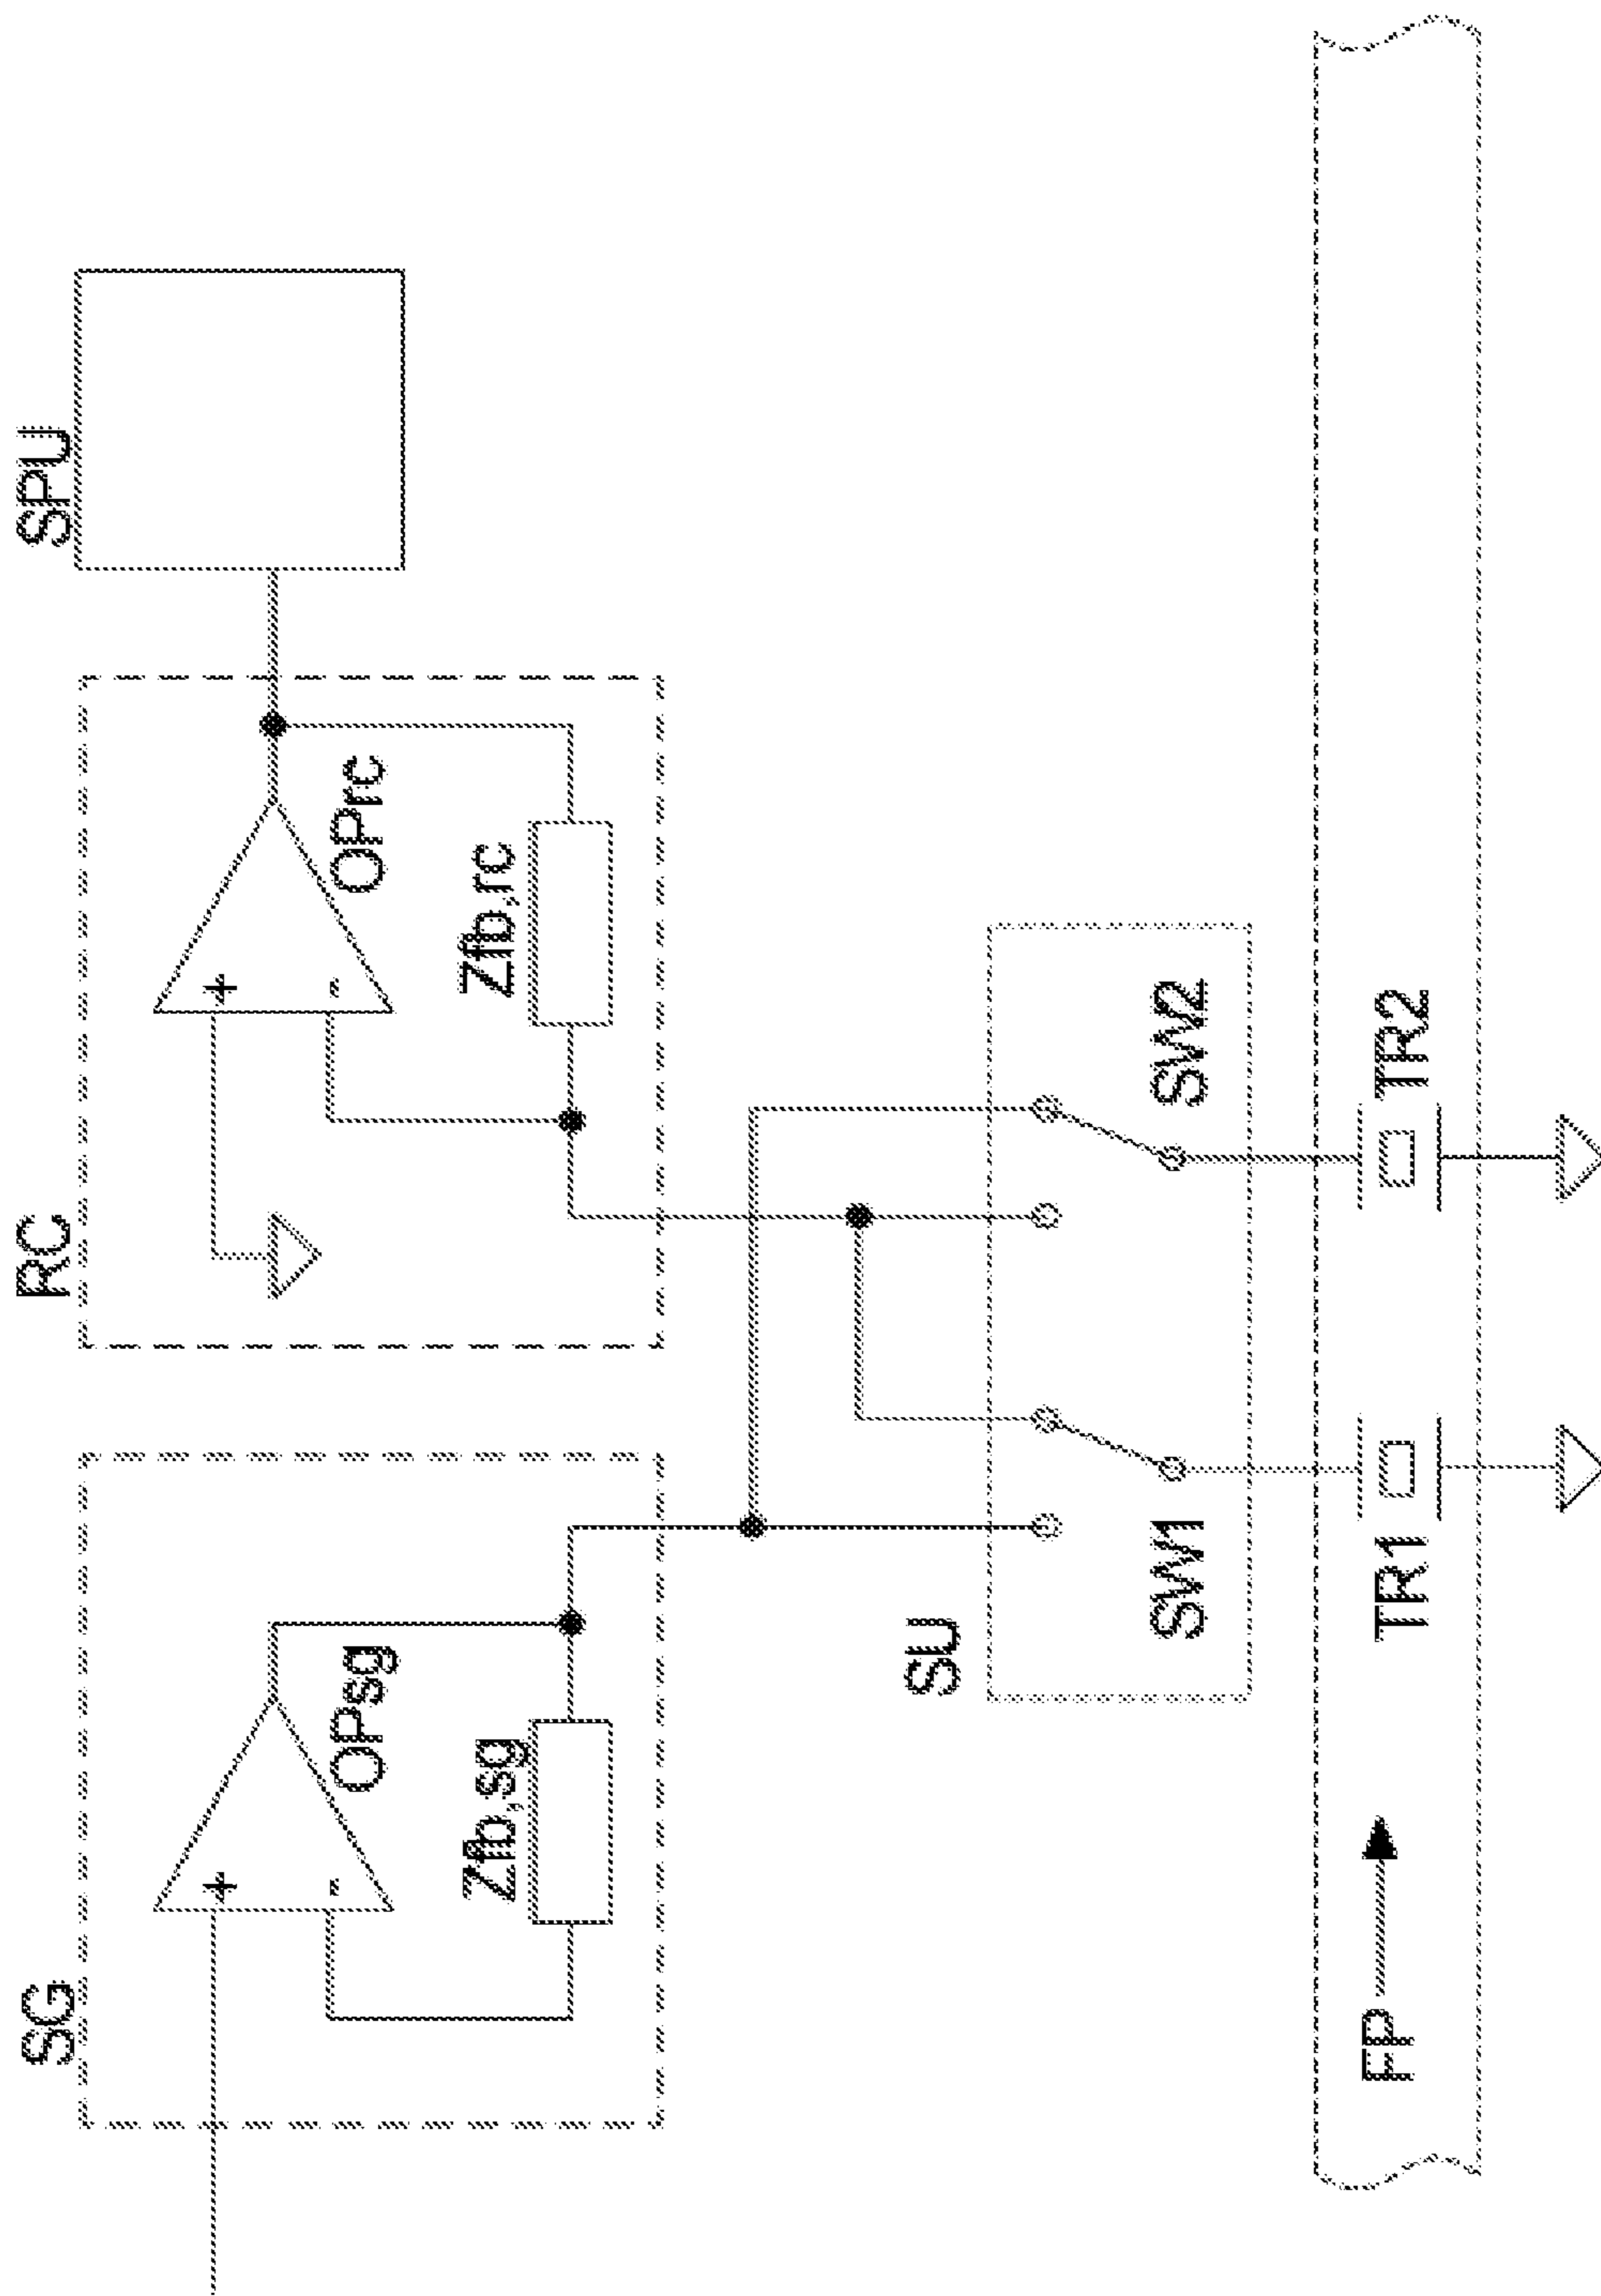 SG
RC
SPU
+
-
OPsg
Zfb,sg
+
-
OPrc
Zfb,rc
SU
SW1
SW2
FP
TR1
TR2